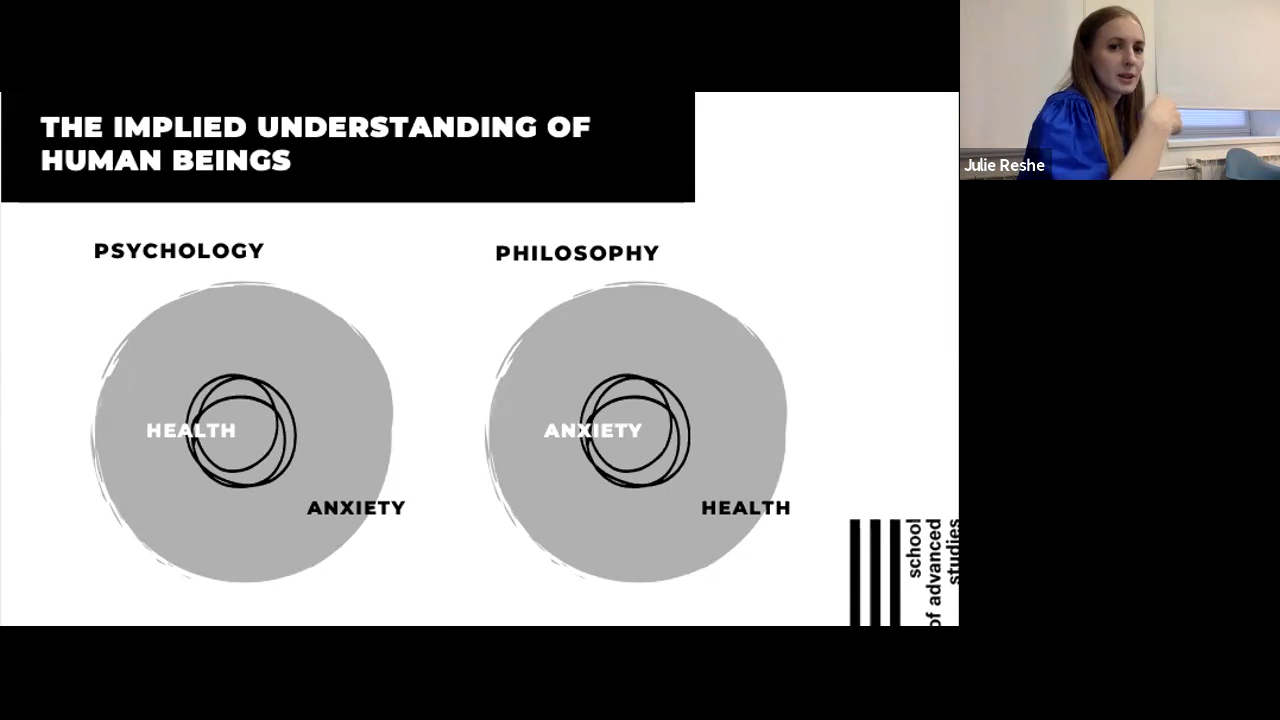 THE IMPLIED UNDERSTANDING OF
HUMAN BEINGS
PSYCHOLOGY
PHILOSOPHY
HEALTH
ANXIETY
ANXIETY
HEALTH
school
of advanced
studies
Julie Reshe